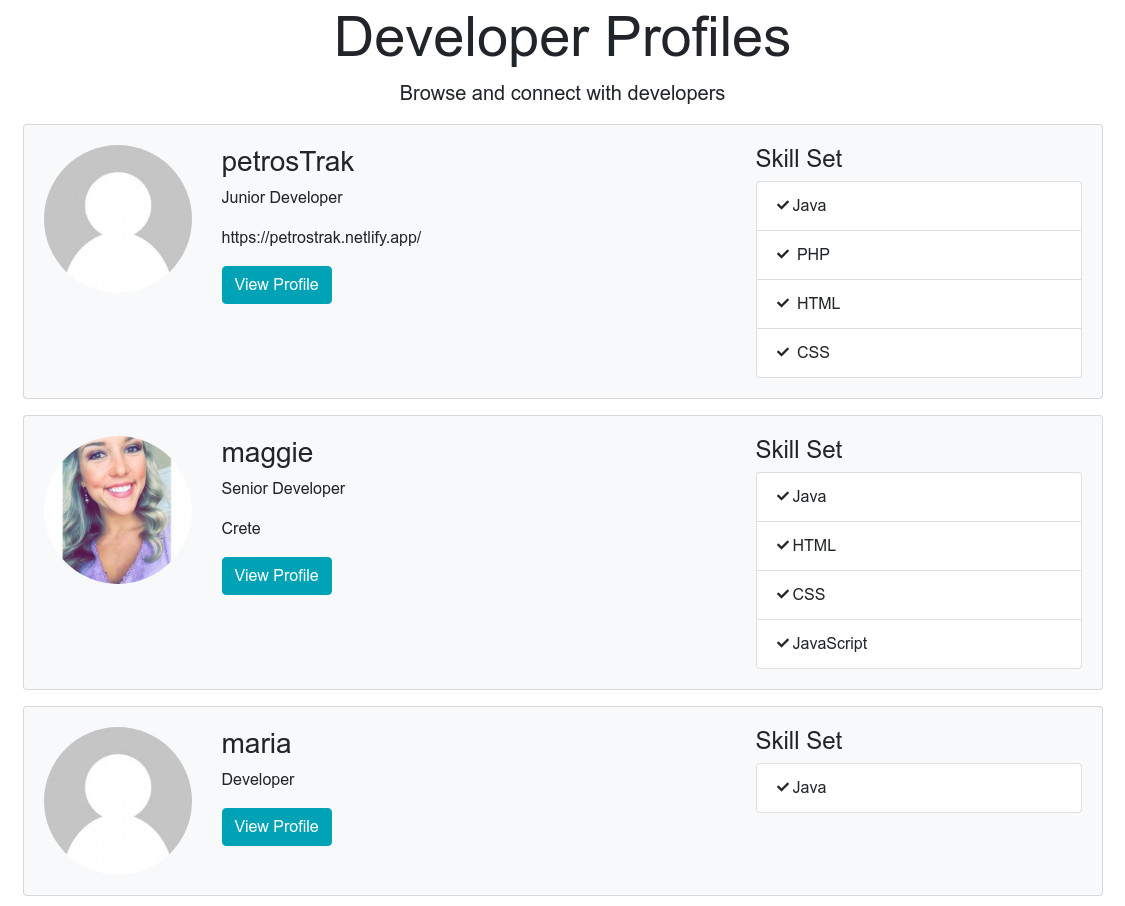 Developer Profiles
Browse and connect with developers
petrosTrak
Junior Developer
https://petrostrak.netlify.app/
View Profile
Skill Set
Java
PHP
HTML
CSS
maggie
Senior Developer
Crete
View Profile
Skill Set
Java
HTML
CSS
JavaScript
maria
Developer
View Profile
Skill Set
Java